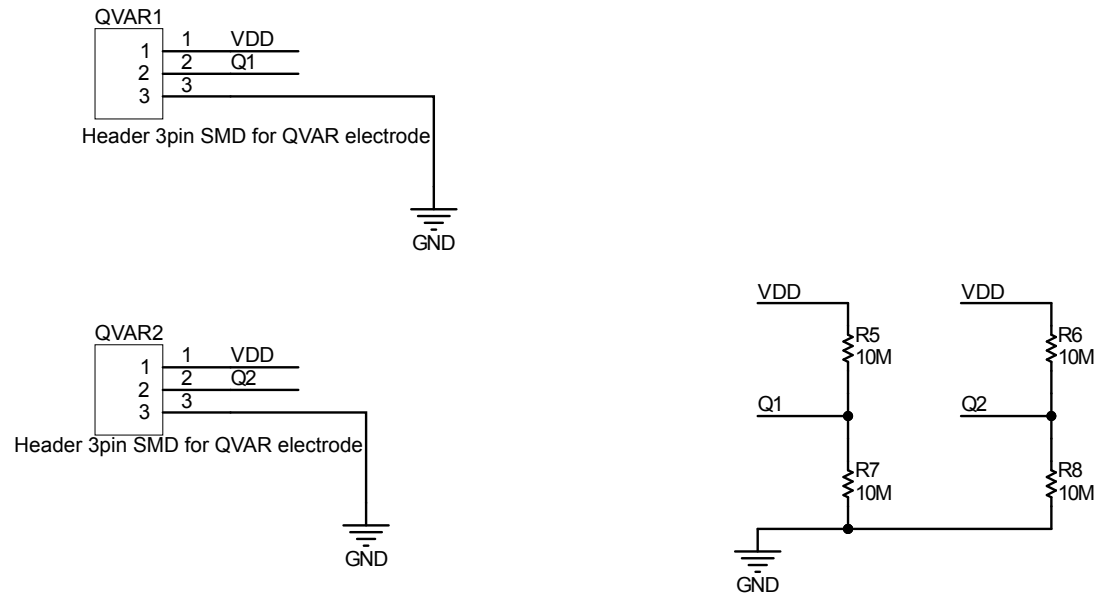 QVAR1
1 1 VDD
2 2 Q1
3 3
Header 3pin SMD for QVAR electrode
GND
QVAR2
1 1 VDD
2 2 Q2
3 3
Header 3pin SMD for QVAR electrode
GND
VDD VDD
R5 R6
10M 10M
Q1 Q2
R7 R8
10M 10M
GND